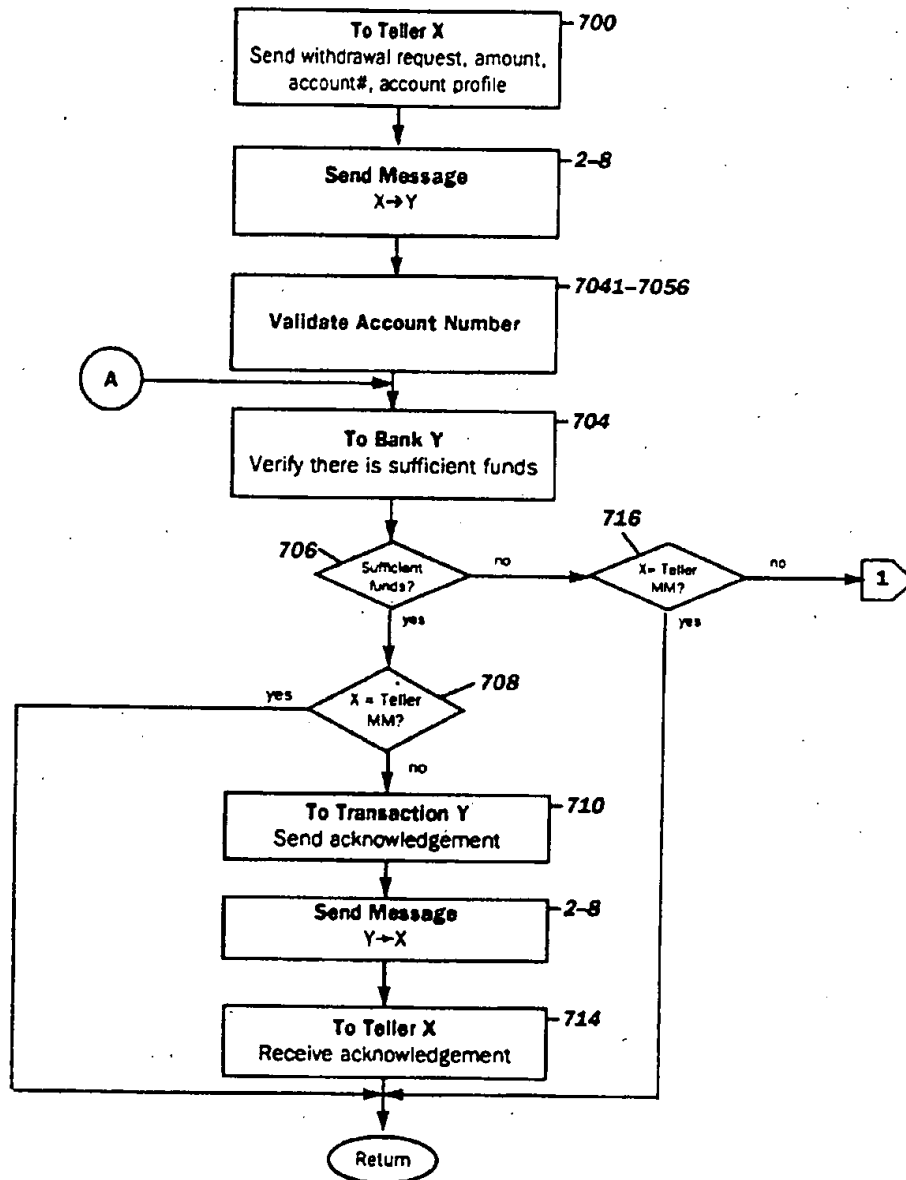 To Teller X
Send withdrawal request, amount,
account#, account profile
700
Send Message
X→Y
2-8
Validate Account Number
7041-7056
A
To Bank Y
Verify there is sufficient funds
704
706
Sufficient
funds?
no
yes
716
X= Teller
MM?
no
yes
1
708
X = Teller
MM?
yes
no
To Transaction Y
Send acknowledgement
710
Send Message
Y→X
2-8
To Teller X
Receive acknowledgement
714
Return